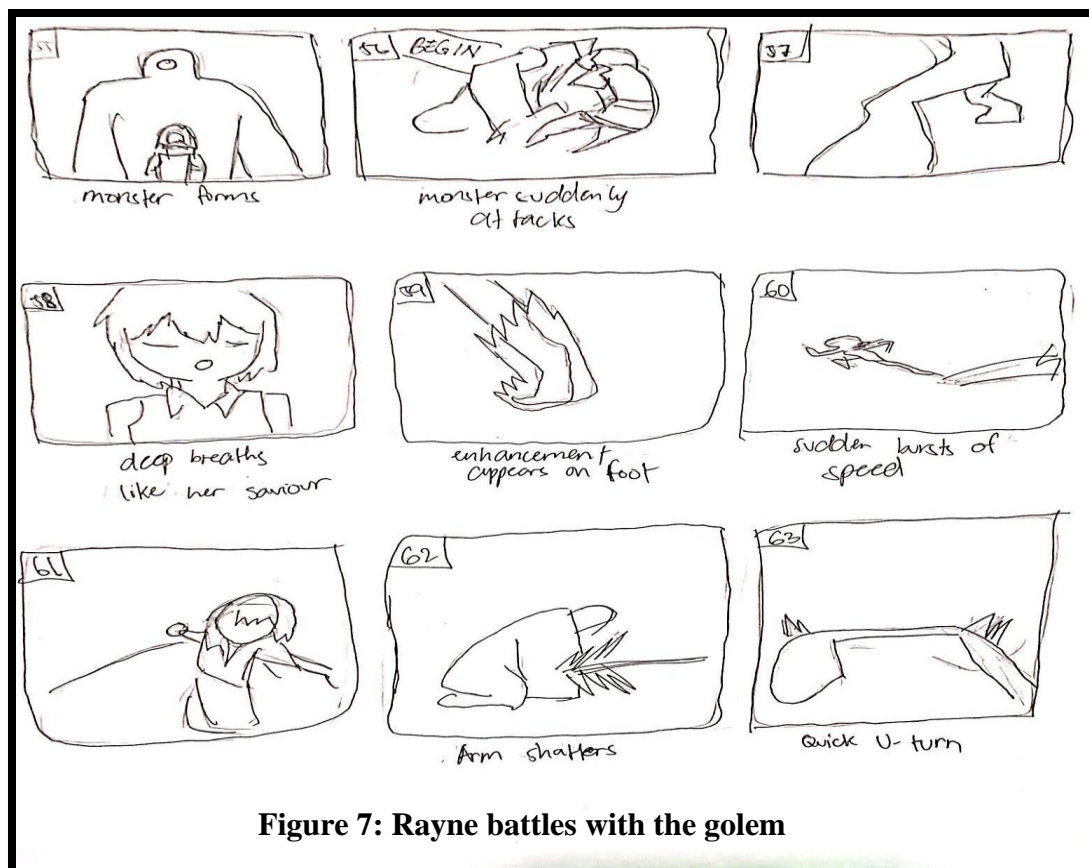 55
56 BEGIN
57
monster forms
monster suddenly
attacks
58
59
60
deep breaths
like her saviour
enhancement
appears on foot
sudden bursts of
speed
61
62
63
Arm shatters
Quick U-turn
Figure 7: Rayne battles with the golem